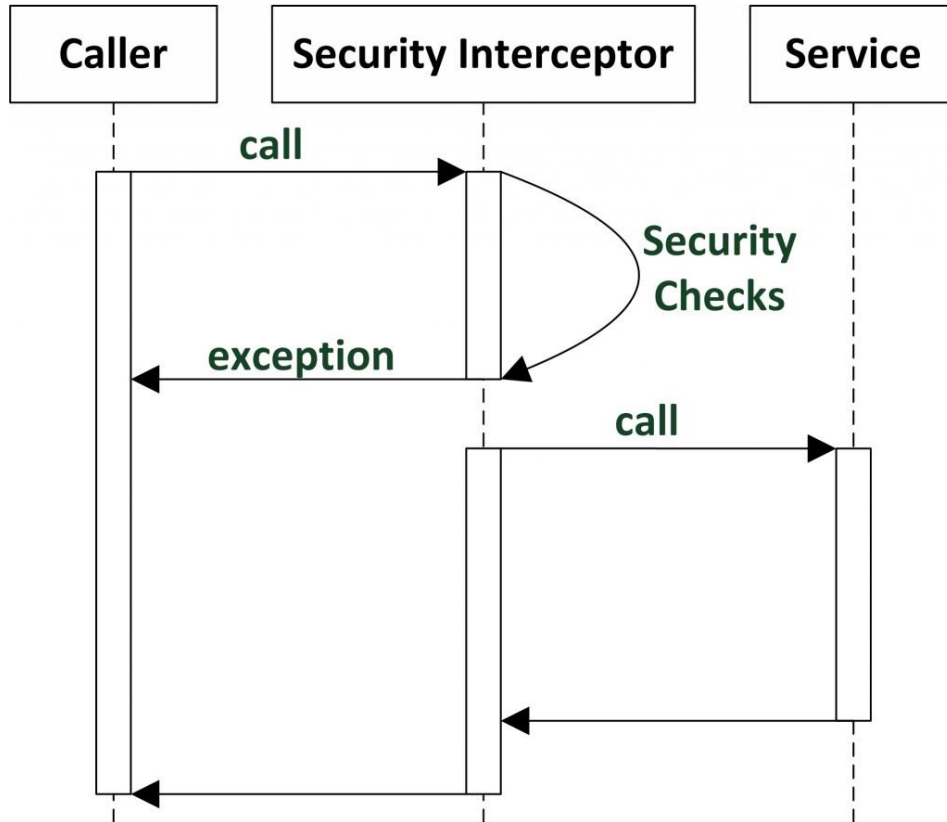 Caller
Security Interceptor
Service
call
Security
Checks
exception
call